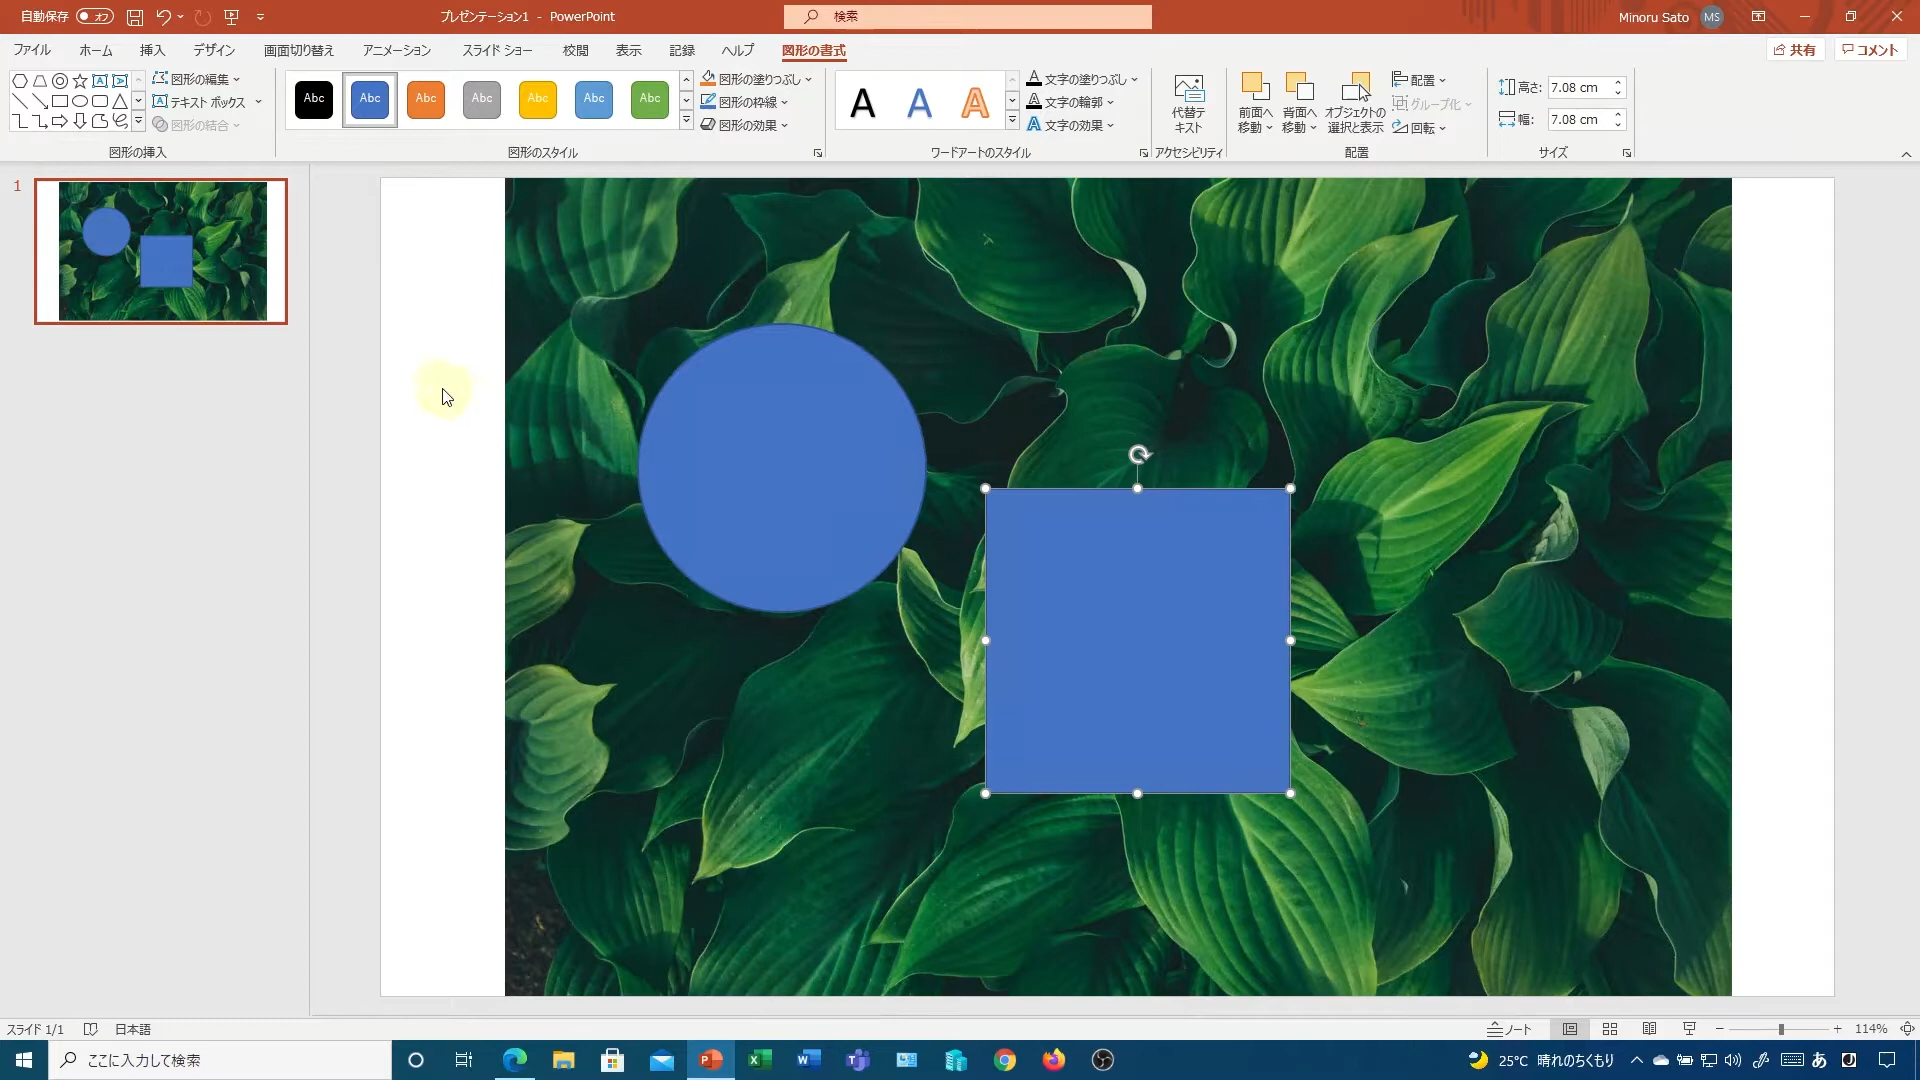 自動保存 オフ プレゼンテーション1 - PowerPoint 検索 Minoru Sato MS
ファイル ホーム 挿入 デザイン 画面切り替え アニメーション スライド ショー 校閲 表示 記録 ヘルプ 図形の書式 共有 コメント
図形の編集
テキスト ボックス
図形の結合
図形の挿入
Abc Abc Abc Abc Abc Abc Abc
図形の塗りつぶし
図形の枠線
図形の効果
図形のスタイル
A A A
文字の塗りつぶし
文字の輪郭
文字の効果
ワードアートのスタイル
代替テ
キスト
アクセシビリティ
前面へ
移動
背面へ
移動
オブジェクトの
選択と表示
配置
グループ化
回転
配置
高さ: 7.08 cm
幅: 7.08 cm
サイズ
1
スライド 1/1 日本語 ノート 114%
ここに入力して検索 25°C 晴れのちくもり あ